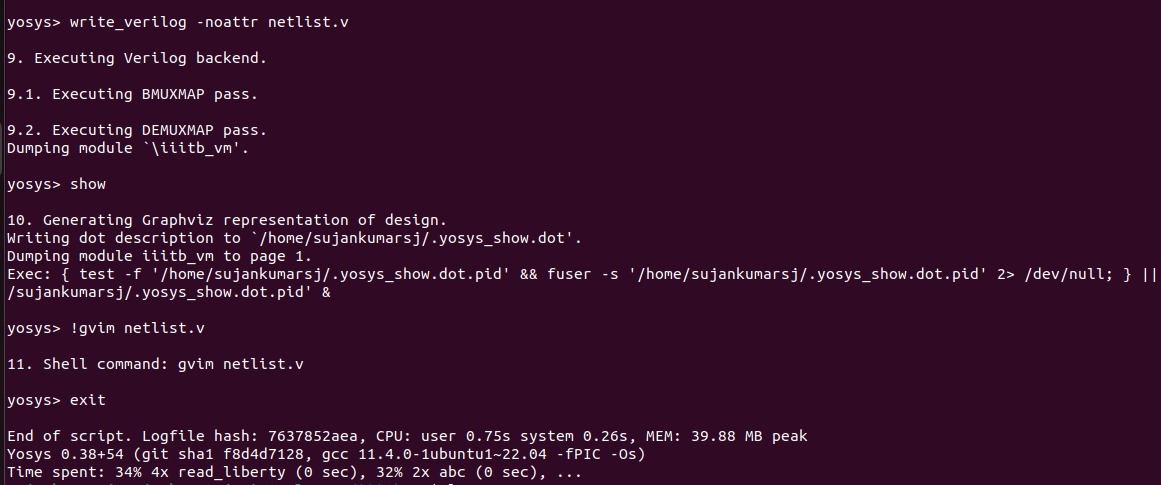 yosys> write_verilog -noattr netlist.v
9. Executing Verilog backend.
9.1. Executing BMUXMAP pass.
9.2. Executing DEMUXMAP pass.
Dumping module `\iiitb_vm'.
yosys> show
10. Generating Graphviz representation of design.
Writing dot description to `/home/sujankumarsj/.yosys_show.dot'.
Dumping module iiitb_vm to page 1.
Exec: { test -f '/home/sujankumarsj/.yosys_show.dot.pid' && fuser -s '/home/sujankumarsj/.yosys_show.dot.pid' 2> /dev/null; } ||
/sujankumarsj/.yosys_show.dot.pid' &
yosys> !gvim netlist.v
11. Shell command: gvim netlist.v
yosys> exit
End of script. Logfile hash: 7637852aea, CPU: user 0.75s system 0.26s, MEM: 39.88 MB peak
Yosys 0.38+54 (git sha1 f8d4d7128, gcc 11.4.0-1ubuntu1~22.04 -fPIC -Os)
Time spent: 34% 4x read_liberty (0 sec), 32% 2x abc (0 sec), ...